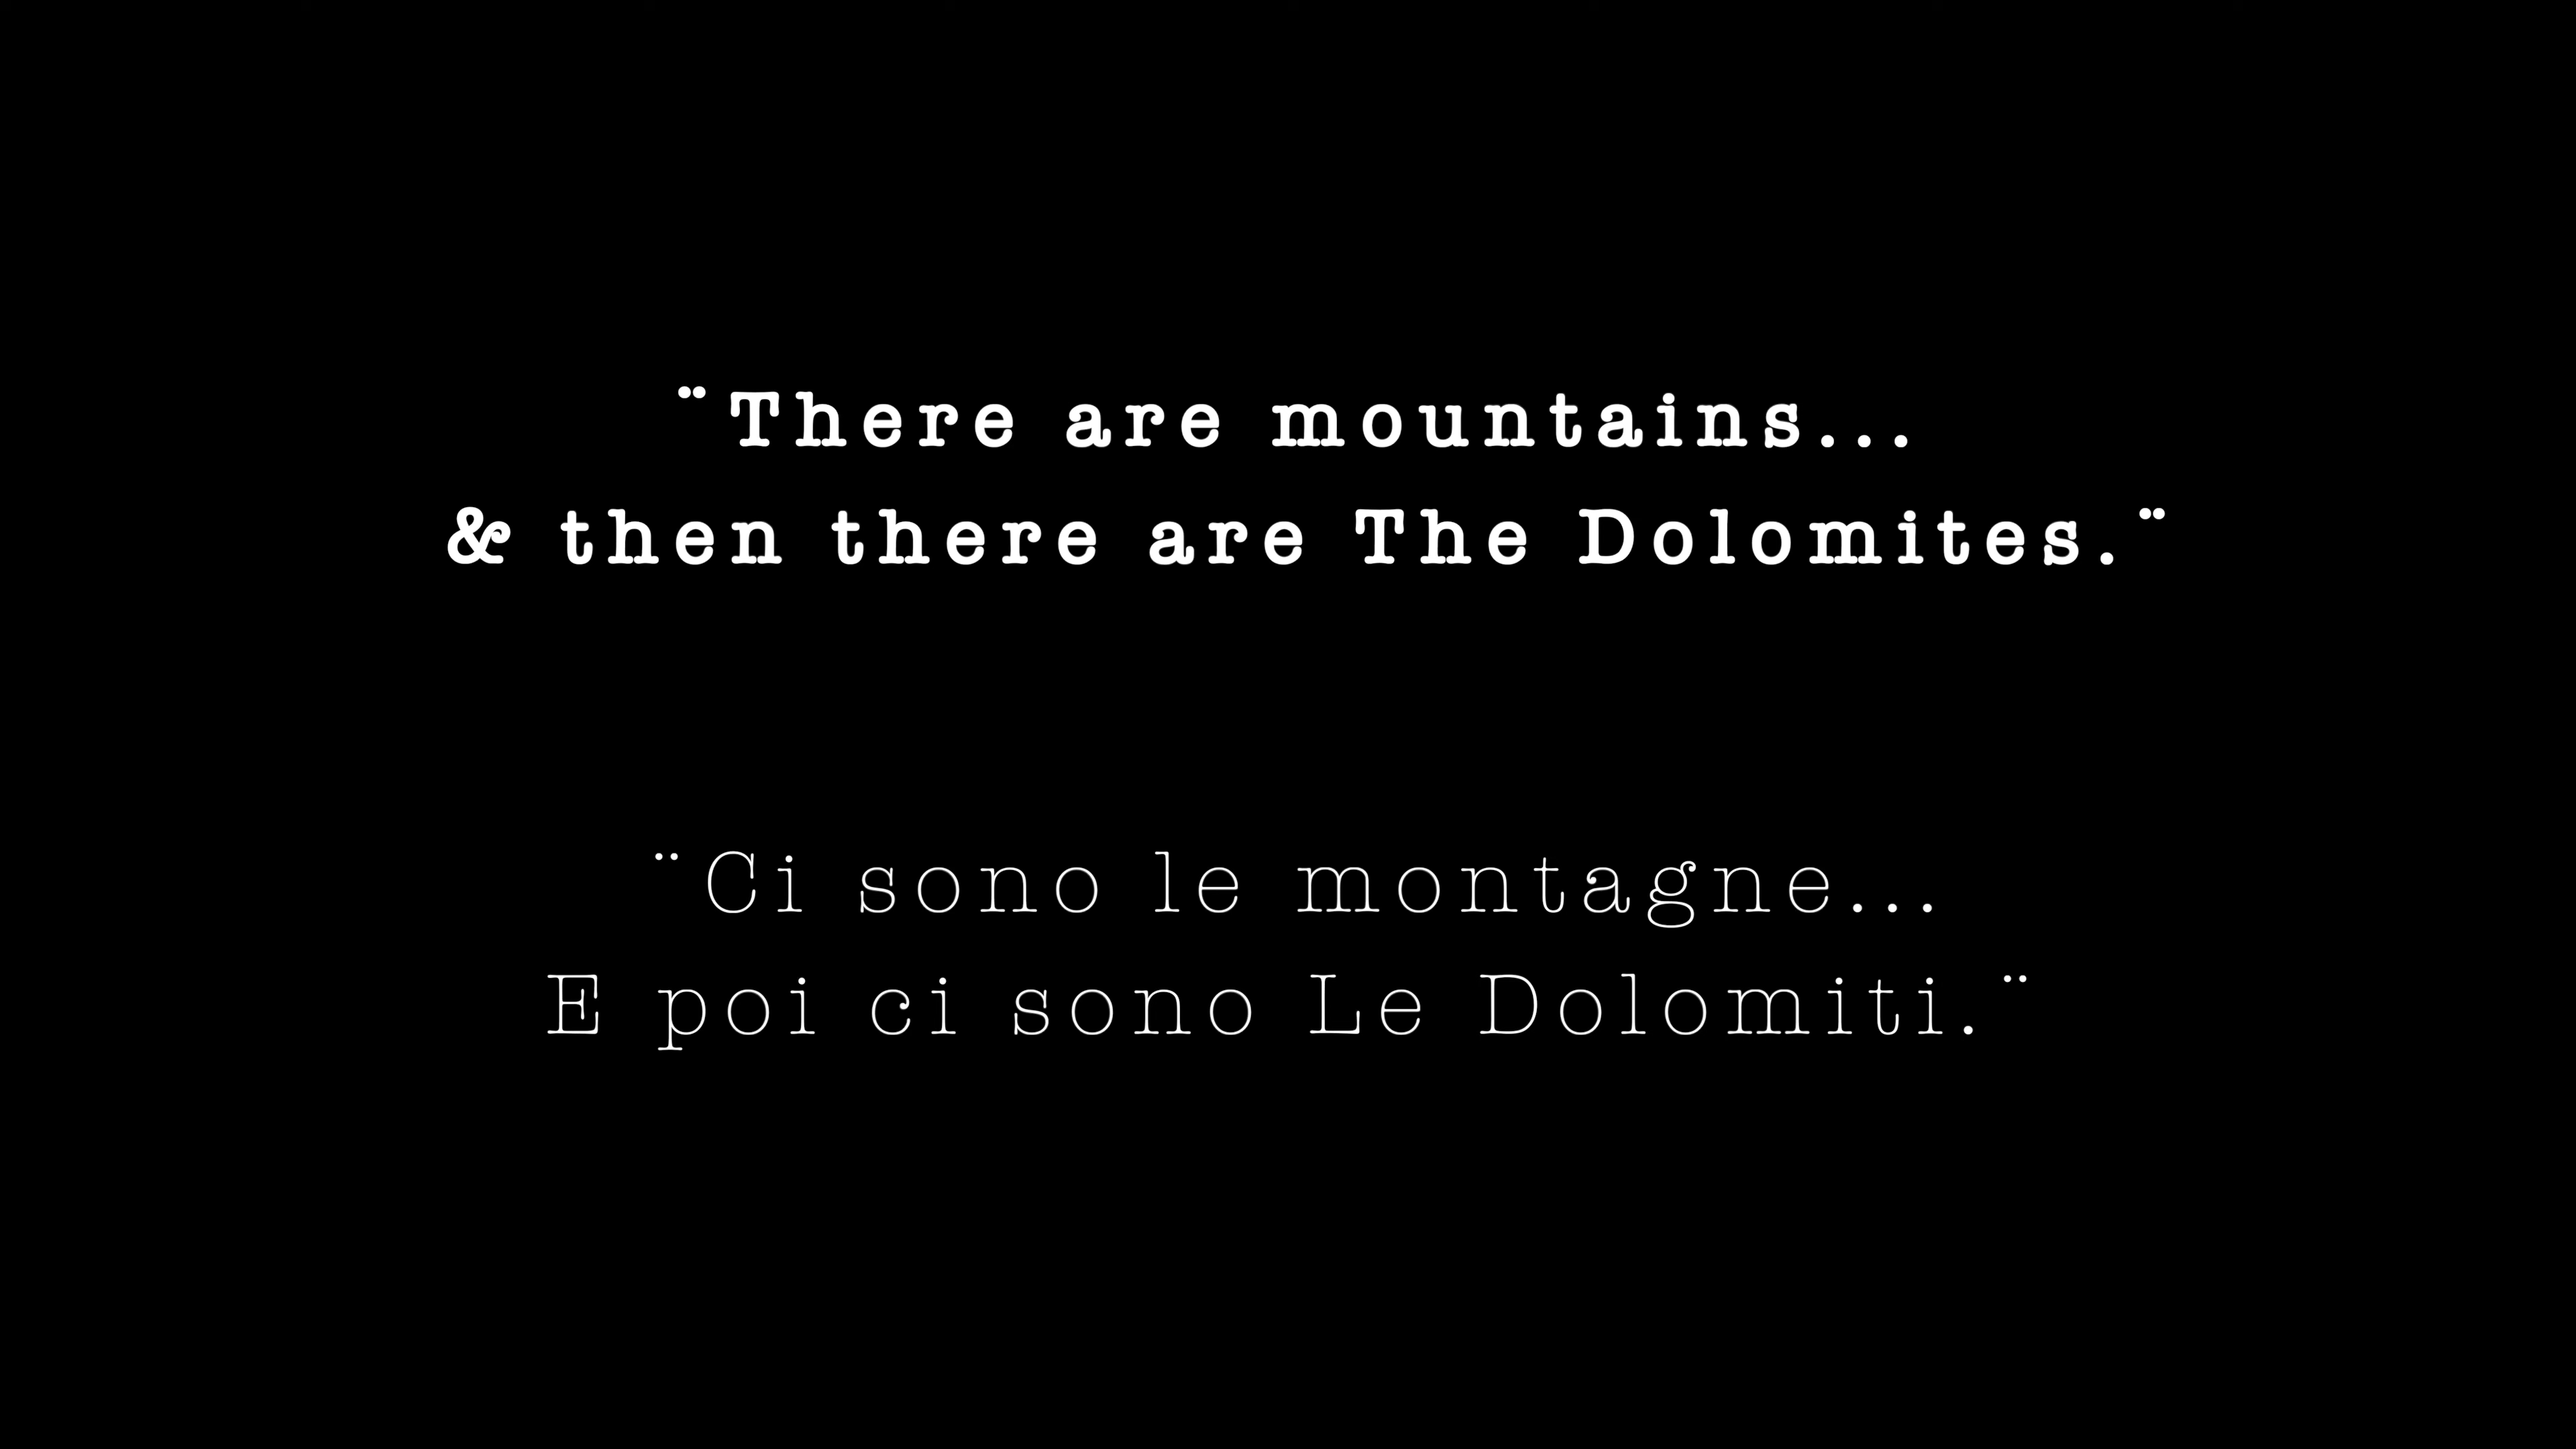 ¨There are mountains...
& then there are The Dolomites.¨
¨Ci sono le montagne...
E poi ci sono Le Dolomiti.¨